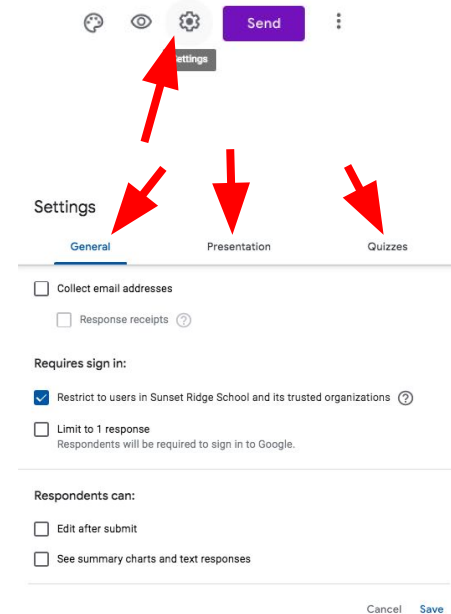 Send
Settings
Settings
General Presentation Quizzes
Collect email addresses
Response receipts ?
Requires sign in:
Restrict to users in Sunset Ridge School and its trusted organizations ?
Limit to 1 response
Respondents will be required to sign in to Google.
Respondents can:
Edit after submit
See summary charts and text responses
Cancel Save